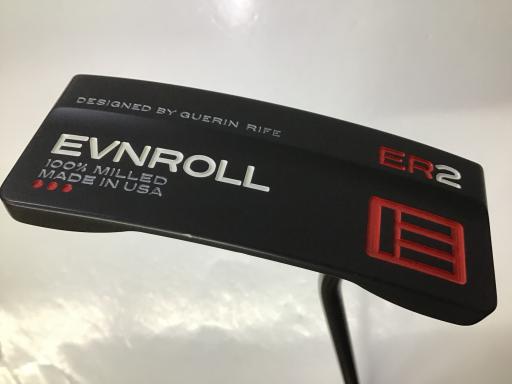 DESIGNED BY GUERIN RIFE
EVNROLL
100% MILLED
MADE IN USA
ER2